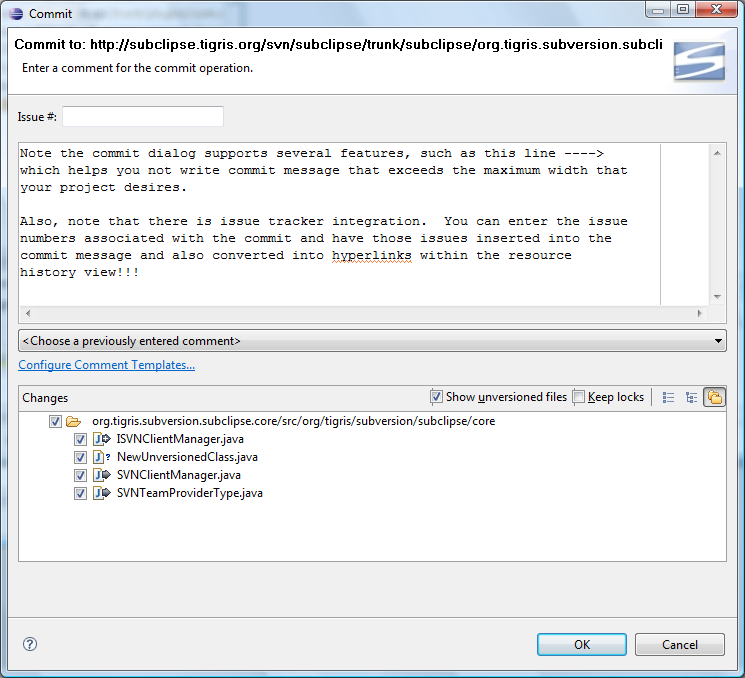 Commit
Commit to: http://subclipse.tigris.org/svn/subclipse/trunk/subclipse/org.tigris.subversion.subcli
Enter a comment for the commit operation.
Issue #:
Note the commit dialog supports several features, such as this line ---->
which helps you not write commit message that exceeds the maximum width that
your project desires.
Also, note that there is issue tracker integration.  You can enter the issue
numbers associated with the commit and have those issues inserted into the
commit message and also converted into hyperlinks within the resource
history view!!!
<Choose a previously entered comment>
Configure Comment Templates...
Changes Show unversioned files Keep locks
org.tigris.subversion.subclipse.core/src/org/tigris/subversion/subclipse/core
ISVNClientManager.java
NewUnversionedClass.java
SVNClientManager.java
SVNTeamProviderType.java
OK Cancel